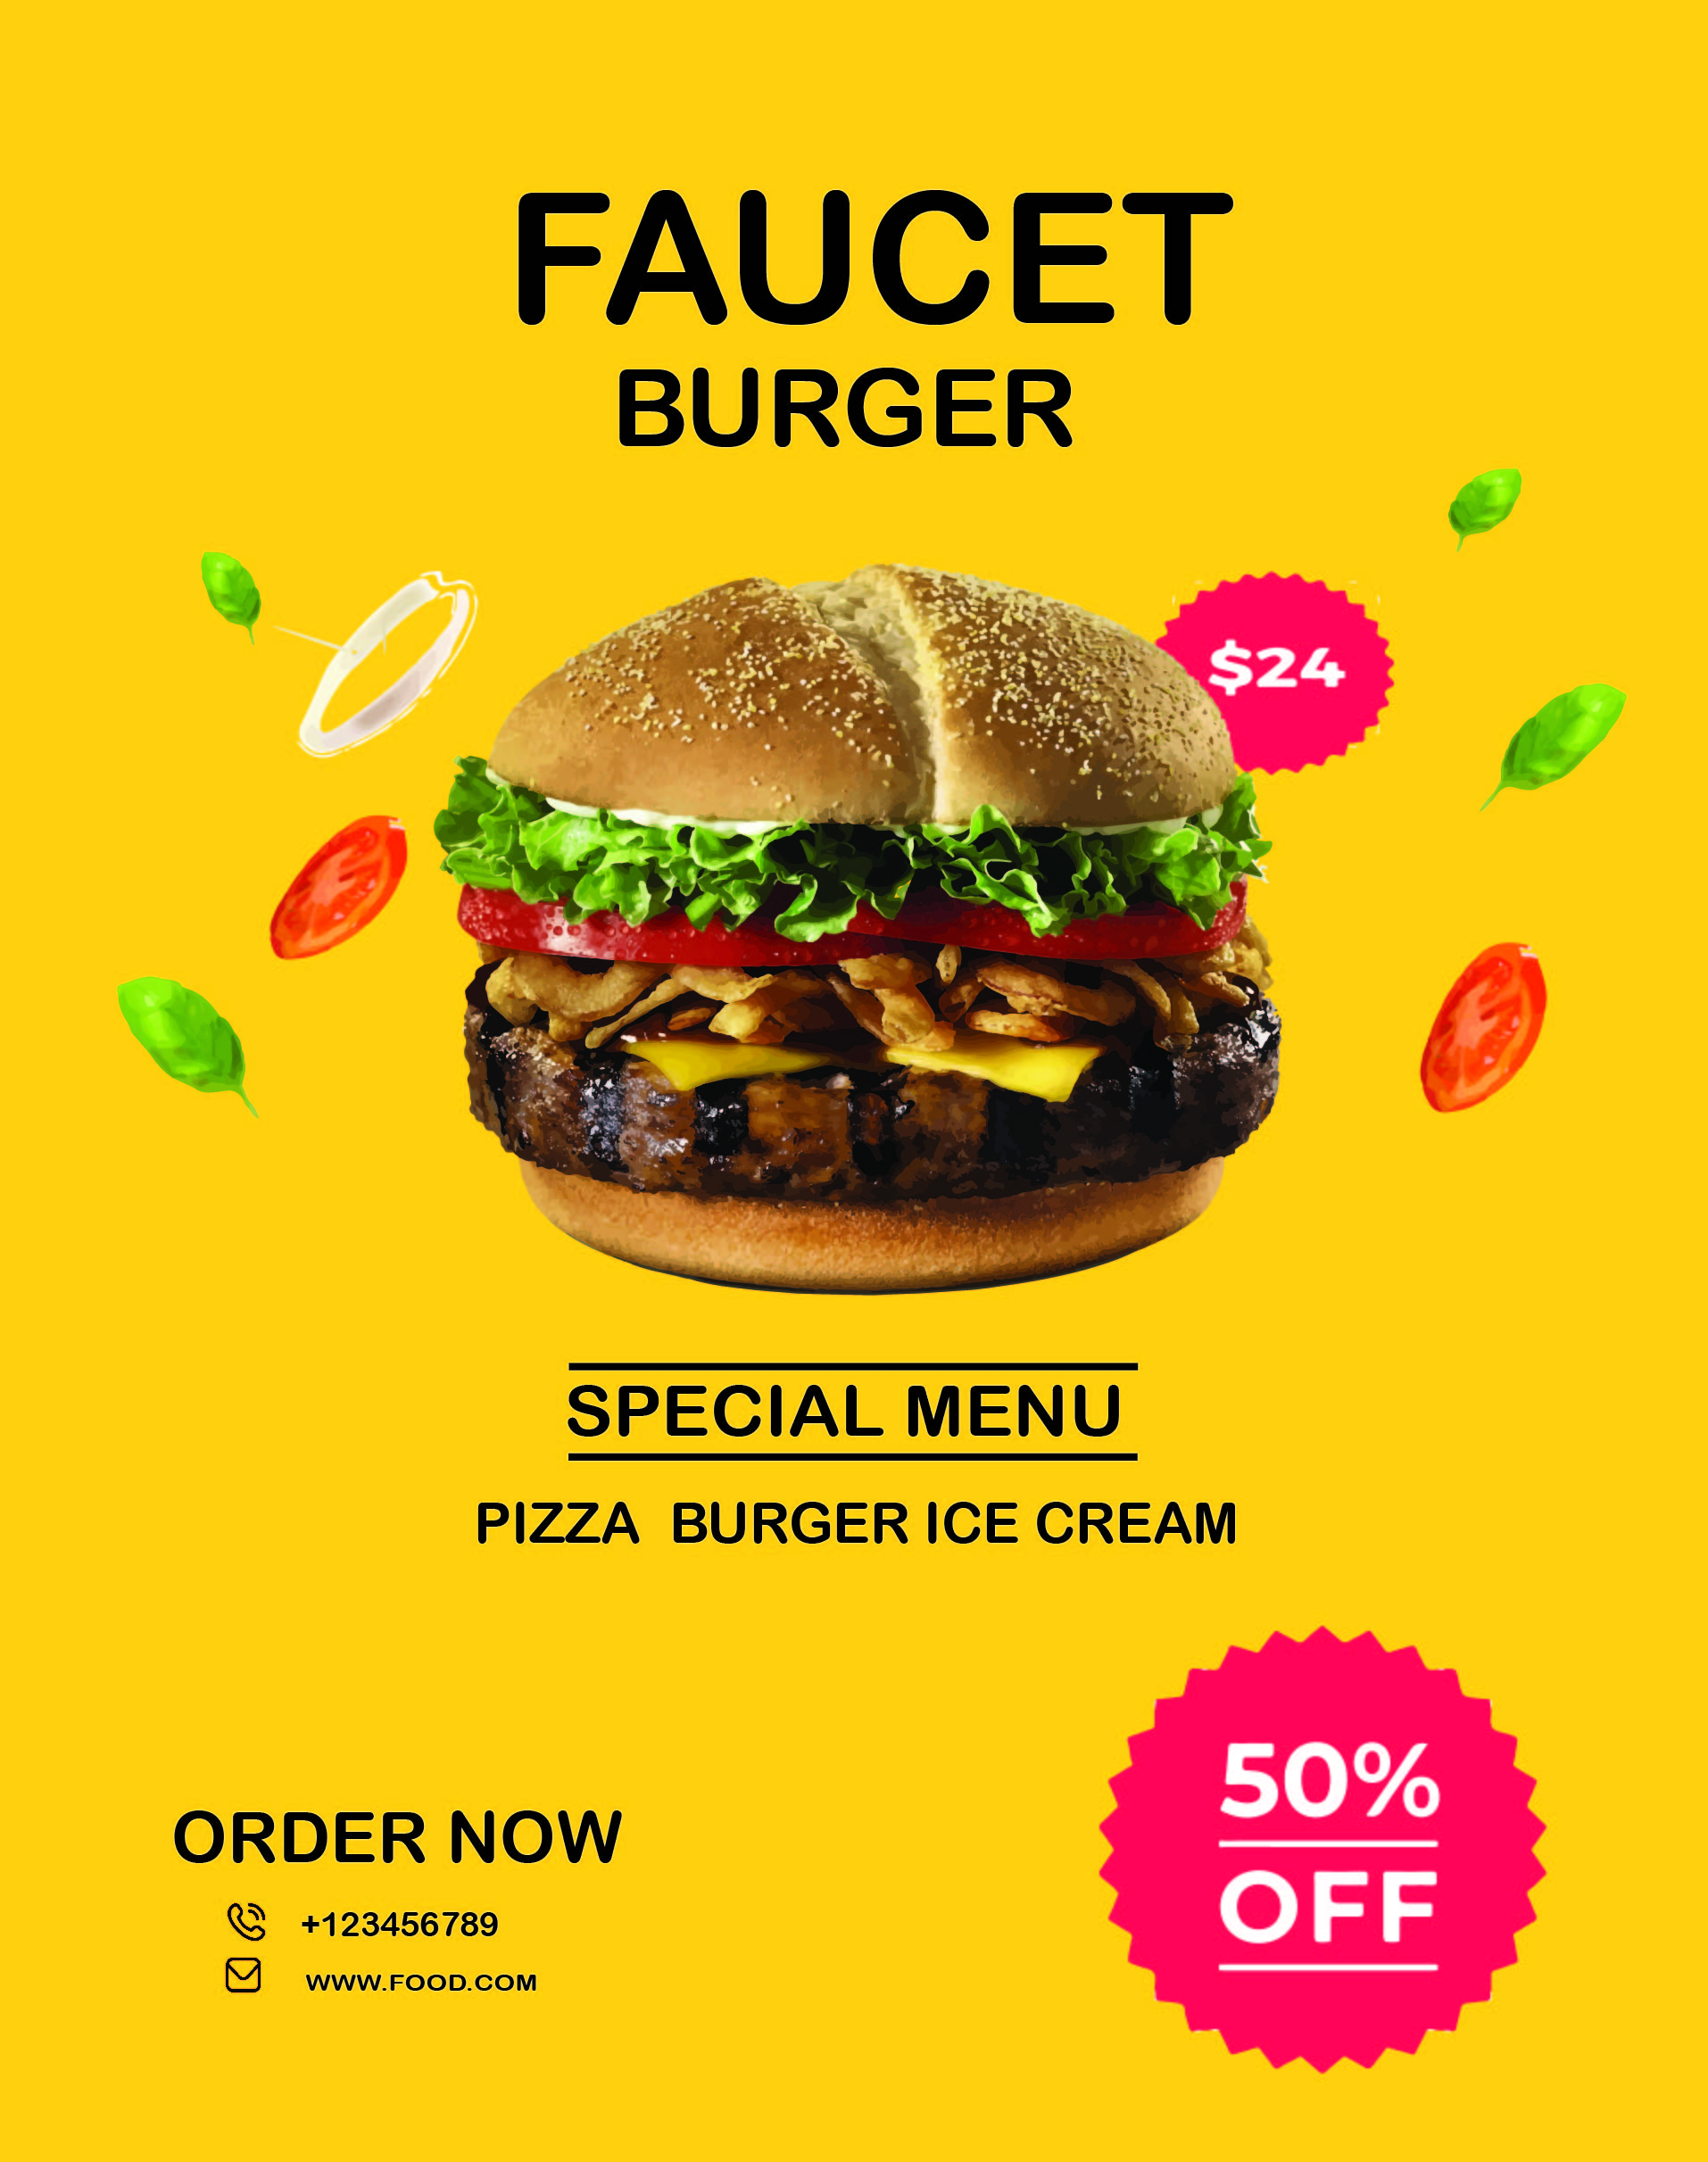 FAUCET
BURGER
$24
SPECIAL MENU
PIZZA  BURGER ICE CREAM
50%
OFF
ORDER NOW
+123456789
WWW.FOOD.COM